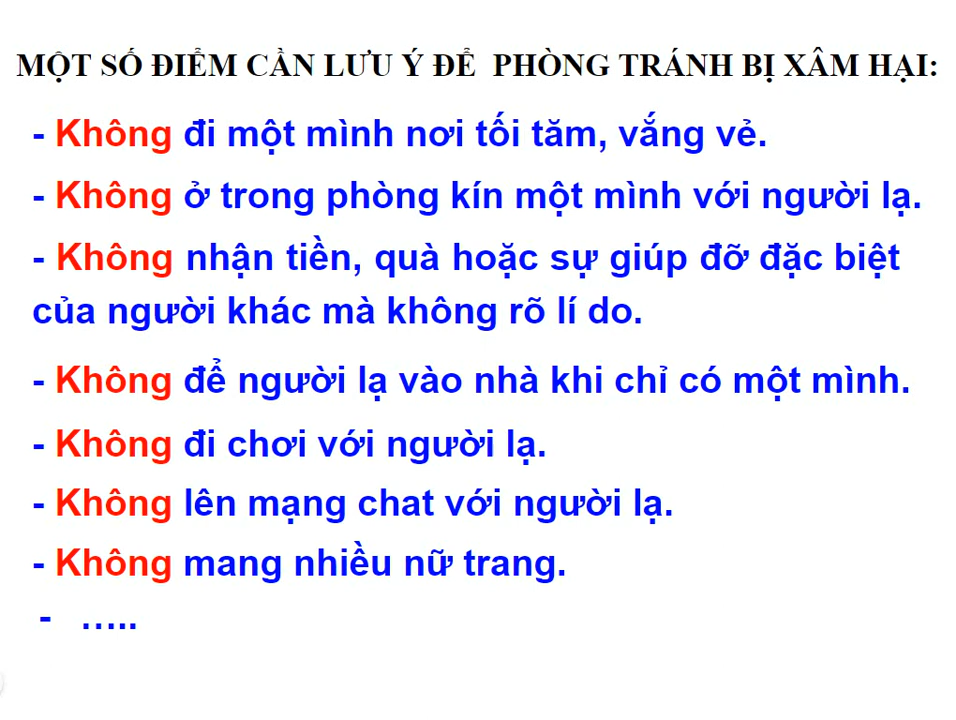 MỘT SỐ ĐIỂM CẦN LƯU Ý ĐỂ PHÒNG TRÁNH BỊ XÂM HẠI:
- Không đi một mình nơi tối tăm, vắng vẻ.
- Không ở trong phòng kín một mình với người lạ.
- Không nhận tiền, quà hoặc sự giúp đỡ đặc biệt
của người khác mà không rõ lí do.
- Không để người lạ vào nhà khi chỉ có một mình.
- Không đi chơi với người lạ.
- Không lên mạng chat với người lạ.
- Không mang nhiều nữ trang.
- …..